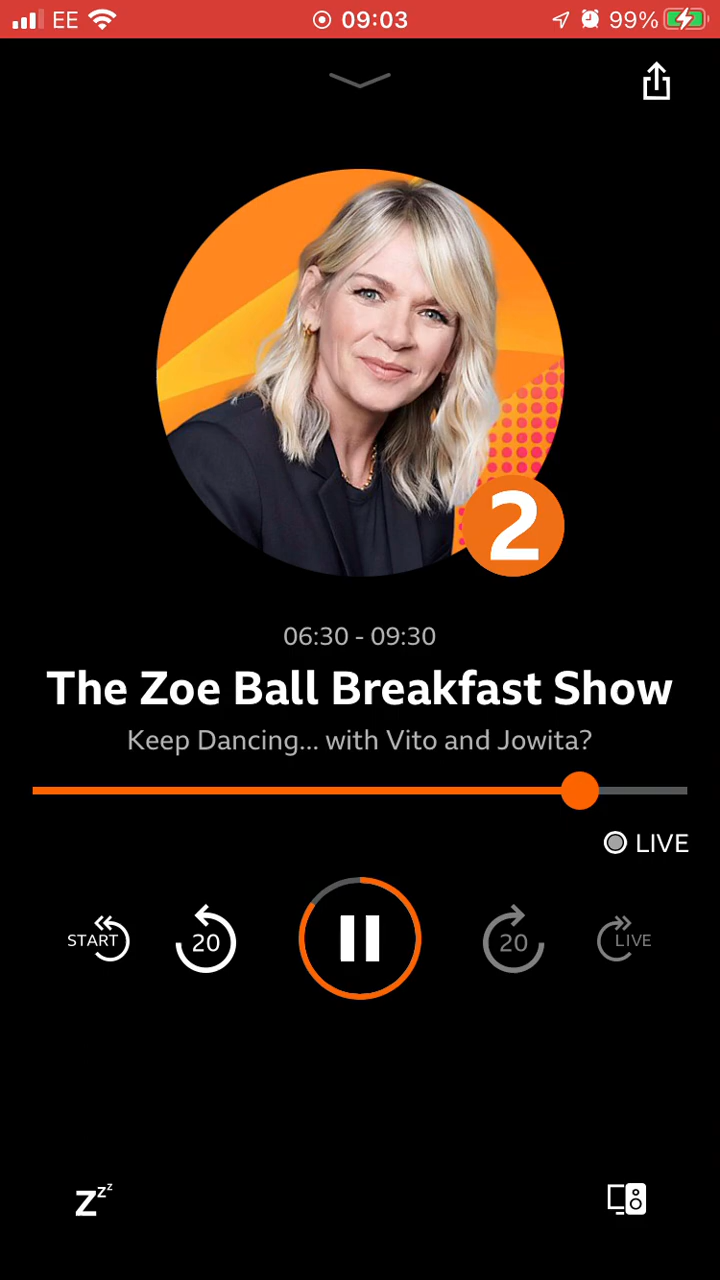 EE 09:03 99%
2
06:30 - 09:30
The Zoe Ball Breakfast Show
Keep Dancing... with Vito and Jowita?
LIVE
START 20 20 LIVE
Zzz